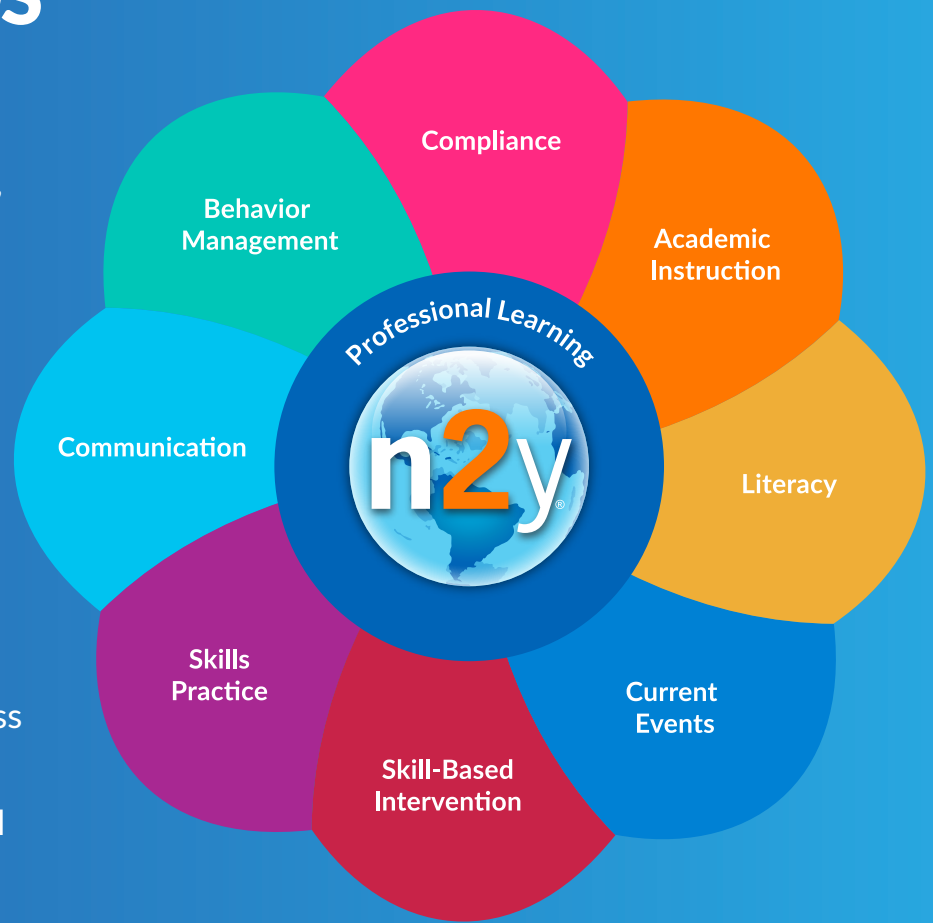 Compliance
Academic
Instruction
Literacy
Current
Events
Skill-Based
Intervention
Skills
Practice
Communication
Behavior
Management
Professional Learning
n2y®